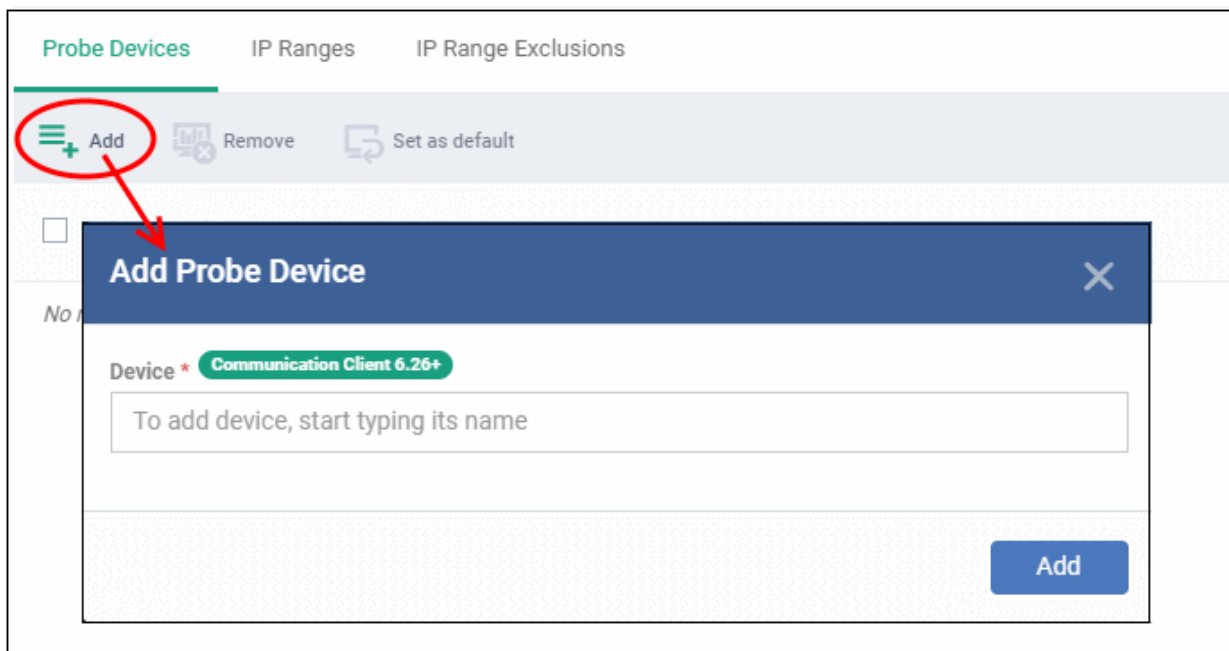 Probe Devices IP Ranges IP Range Exclusions
Add Remove Set as default
Add Probe Device
No
Device * Communication Client 6.26+
To add device, start typing its name
Add